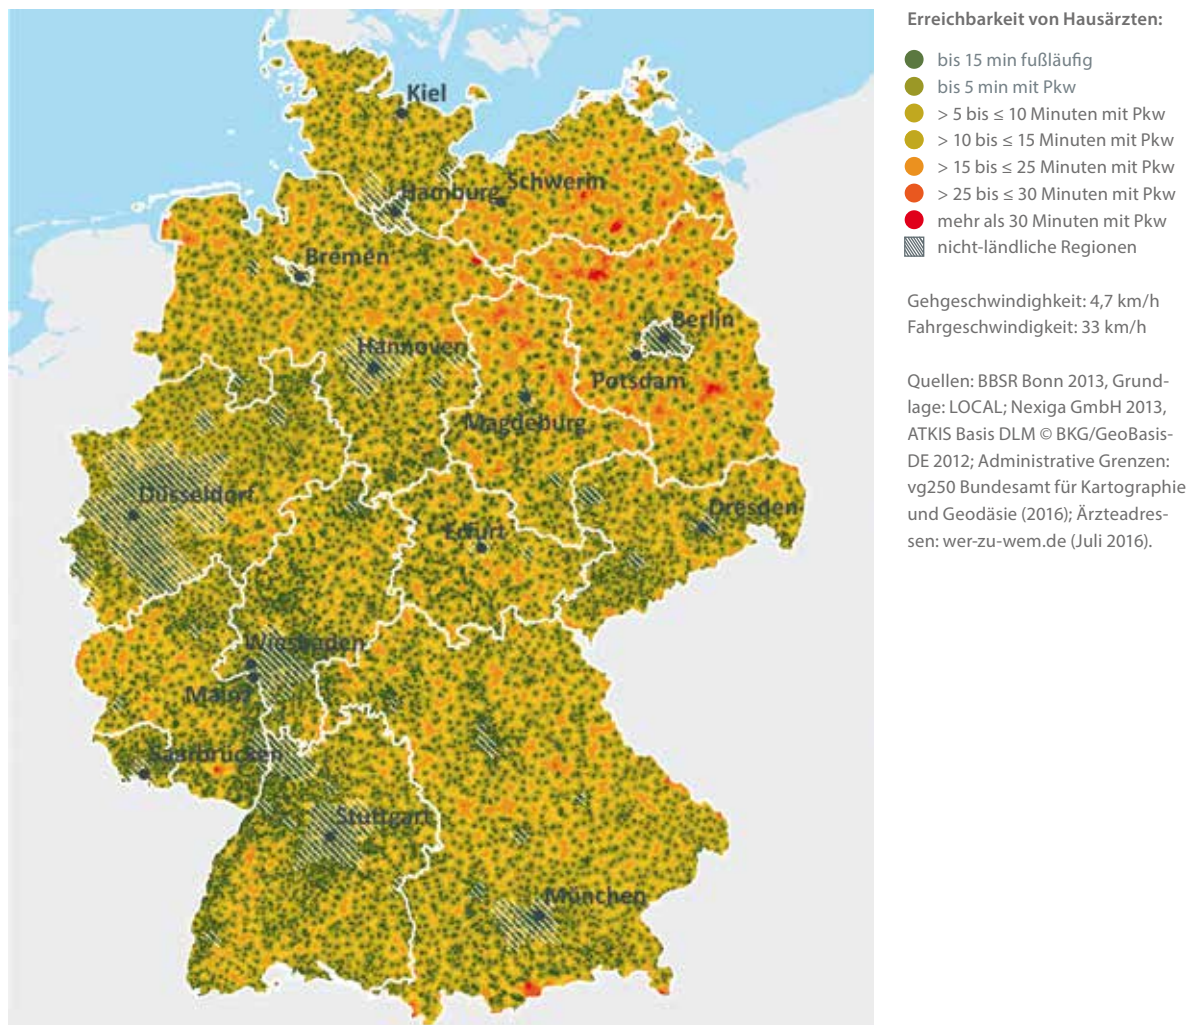 Kiel
Hamburg
Schwerin
Bremen
Berlin
Hannover
Potsdam
Magdeburg
Düsseldorf
Dresden
Erfurt
Wiesbaden
Mainz
Saarbrücken
Stuttgart
München
Erreichbarkeit von Hausärzten:
bis 15 min fußläufig
bis 5 min mit Pkw
> 5 bis ≤ 10 Minuten mit Pkw
> 10 bis ≤ 15 Minuten mit Pkw
> 15 bis ≤ 25 Minuten mit Pkw
> 25 bis ≤ 30 Minuten mit Pkw
mehr als 30 Minuten mit Pkw
nicht-ländliche Regionen
Gehgeschwindighkeit: 4,7 km/h
Fahrgeschwindigkeit: 33 km/h
Quellen: BBSR Bonn 2013, Grund-
lage: LOCAL; Nexiga GmbH 2013,
ATKIS Basis DLM © BKG/GeoBasis-
DE 2012; Administrative Grenzen:
vg250 Bundesamt für Kartographie
und Geodäsie (2016); Ärzteadres-
sen: wer-zu-wem.de (Juli 2016).